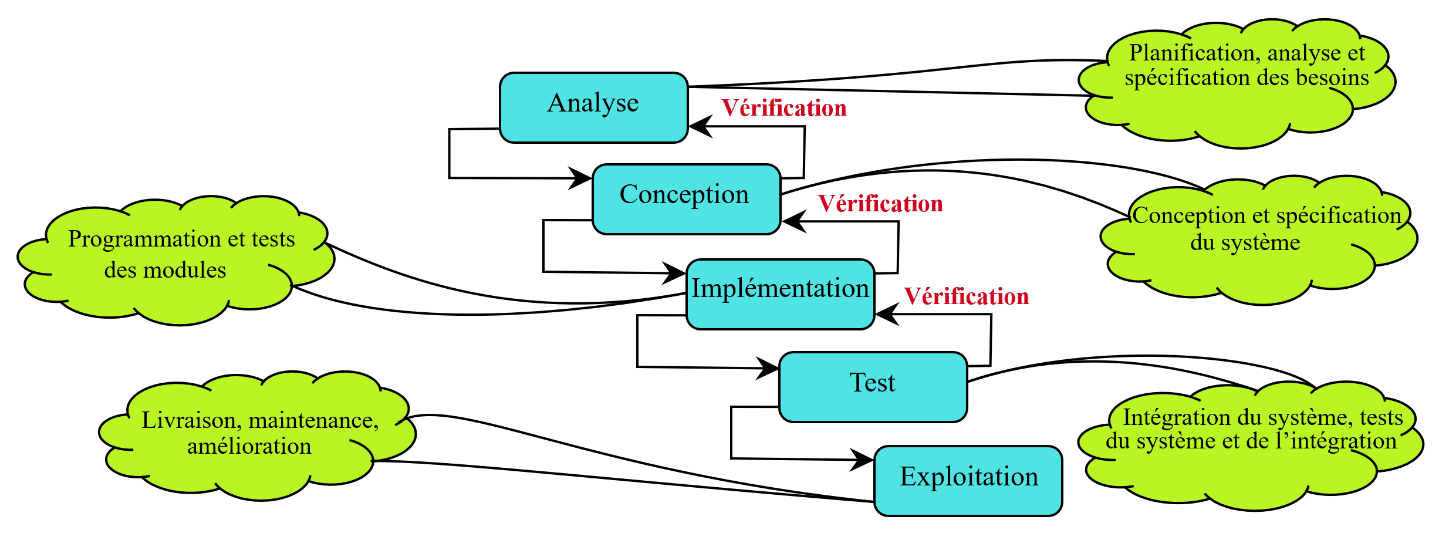 Planification, analyse et
spécification des besoins
Analyse
Vérification
Conception
Vérification
Conception et spécification
du système
Programmation et tests
des modules
Implémentation
Vérification
Test
Livraison, maintenance,
amélioration
Intégration du système, tests
du système et de l'intégration
Exploitation